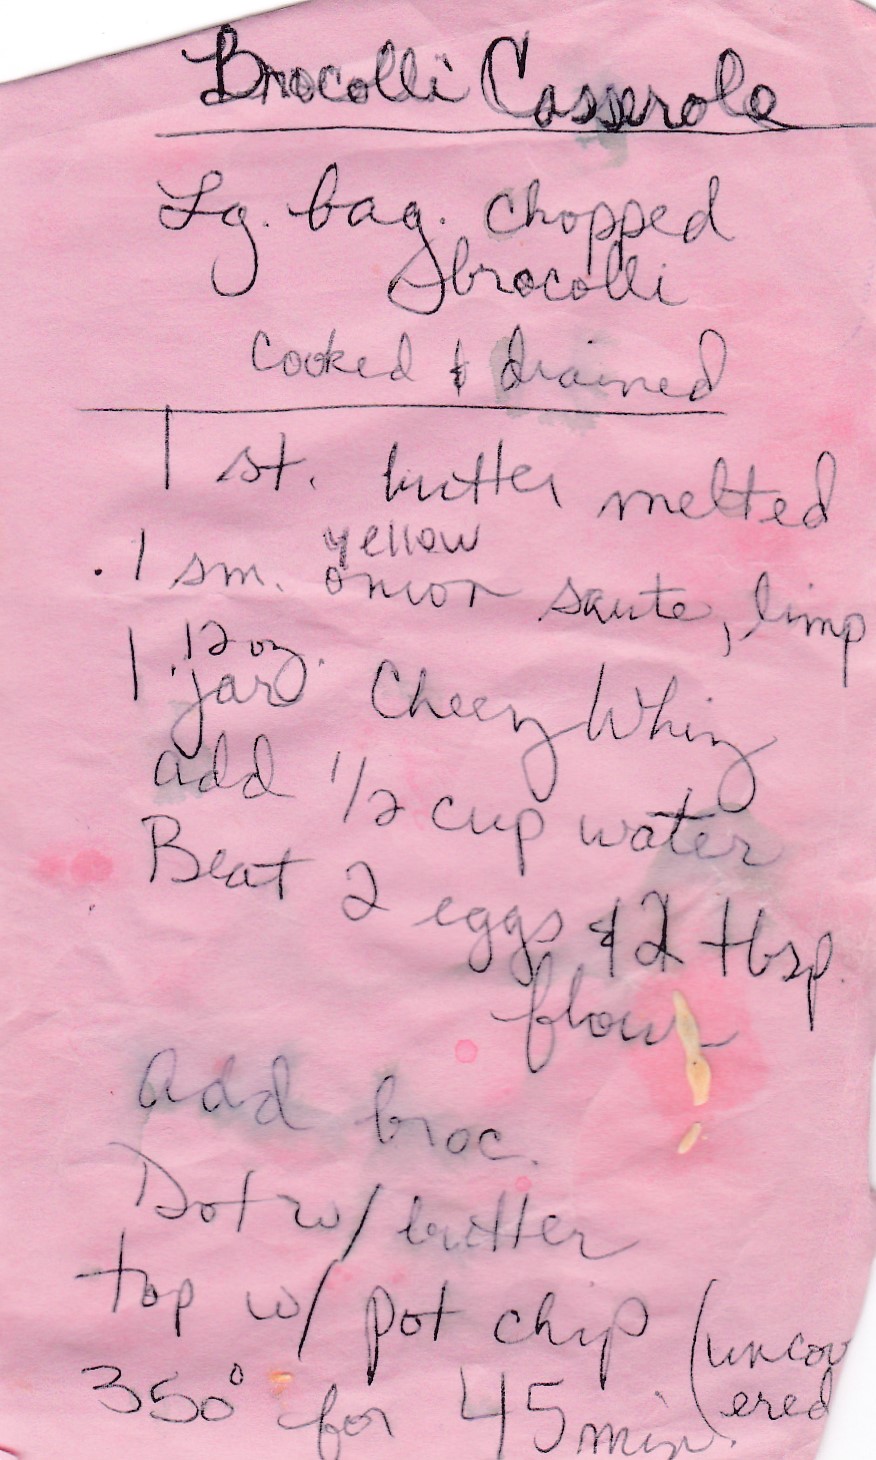 Brocolli Casserole
Lg. bag. chopped
brocolli
cooked & drained
1 st. butter melted
yellow
. 1 sm. onion saute, limp
12 oz.
1 jar Cheez Whiz
add 1/2 cup water
Beat 2 eggs & 2 tbsp.
flour
add broc.
Dot w/ butter
top w/ pot chip (uncov
ered
350° for 45 min.